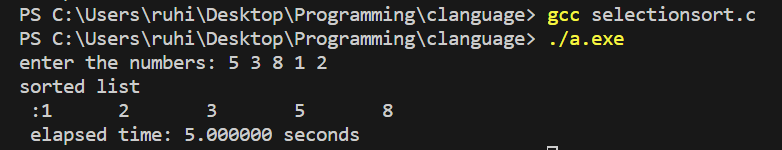 PS C:\Users\ruhi\Desktop\Programming\clanguage> gcc selectionsort.c
PS C:\Users\ruhi\Desktop\Programming\clanguage> ./a.exe
enter the numbers: 5 3 8 1 2
sorted list
:1 2 3 5 8
elapsed time: 5.000000 seconds